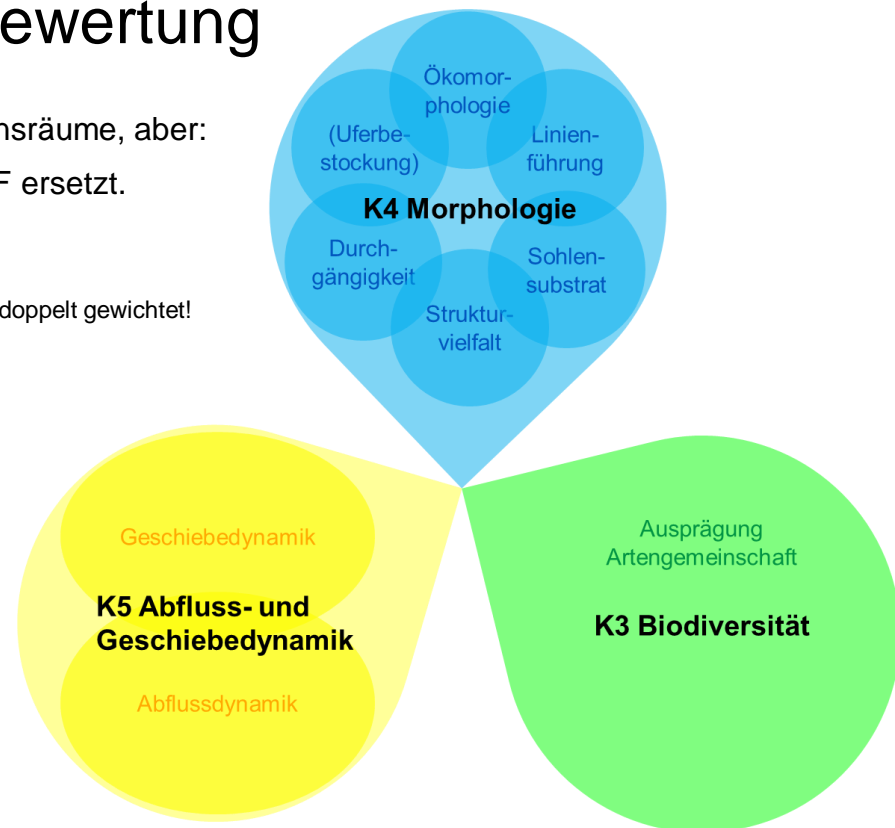 ewertung
nsräume, aber:
F ersetzt.
doppelt gewichtet!
Ökomor-
phologie
(Uferbe-
stockung)
Linien-
führung
K4 Morphologie
Durch-
gängigkeit
Sohlen-
substrat
Struktur-
vielfalt
Geschiebedynamik
K5 Abfluss- und
Geschiebedynamik
Abflussdynamik
Ausprägung
Artengemeinschaft
K3 Biodiversität